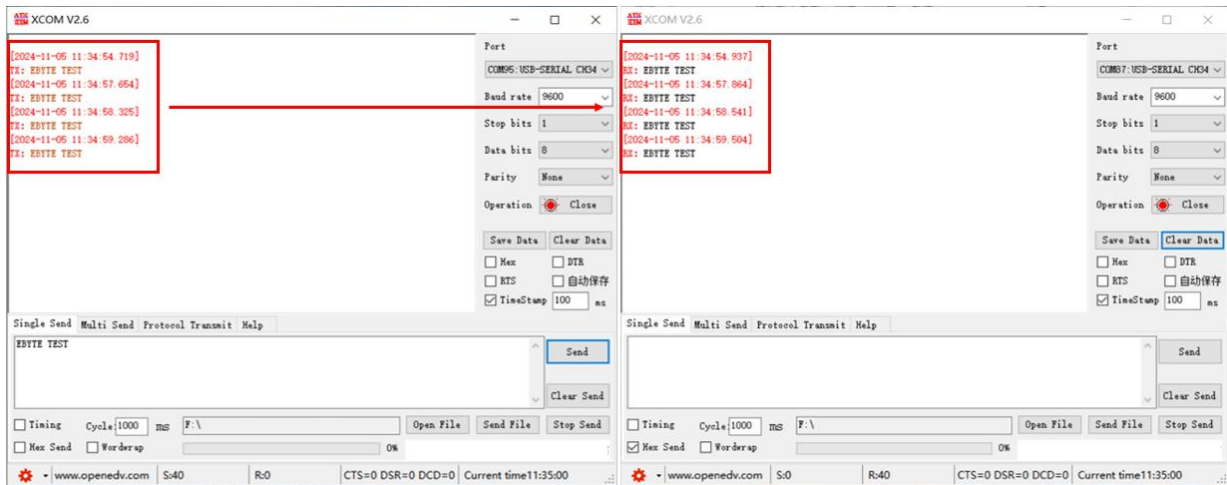 XCOM V2.6
[2024-11-05 11:34:54.719]
TX: EBYTE TEST
[2024-11-05 11:34:57.654]
TX: EBYTE TEST
[2024-11-05 11:34:58.325]
TX: EBYTE TEST
[2024-11-05 11:34:59.286]
TX: EBYTE TEST
Port
COM95:USB-SERIAL CH34
Baud rate 9600
Stop bits 1
Data bits 8
Parity None
Operation Close
Save Data Clear Data
Hex DTR
RTS 自动保存
TimeStamp 100 ms
Single Send Multi Send Protocol Transmit Help
EBYTE TEST
Send
Clear Send
Timing Cycle: 1000 ms F:\ Open File Send File Stop Send
Hex Send Wordwrap 0%
www.openedv.com S:40 R:0 CTS=0 DSR=0 DCD=0 Current time11:35:00
XCOM V2.6
[2024-11-05 11:34:54.937]
RX: EBYTE TEST
[2024-11-05 11:34:57.864]
RX: EBYTE TEST
[2024-11-05 11:34:58.541]
RX: EBYTE TEST
[2024-11-05 11:34:59.504]
RX: EBYTE TEST
Port
COM87:USB-SERIAL CH34
Baud rate 9600
Stop bits 1
Data bits 8
Parity None
Operation Close
Save Data Clear Data
Hex DTR
RTS 自动保存
TimeStamp 100 ms
Single Send Multi Send Protocol Transmit Help
Send
Clear Send
Timing Cycle: 1000 ms F:\ Open File Send File Stop Send
Hex Send Wordwrap 0%
www.openedv.com S:0 R:40 CTS=0 DSR=0 DCD=0 Current time11:35:00